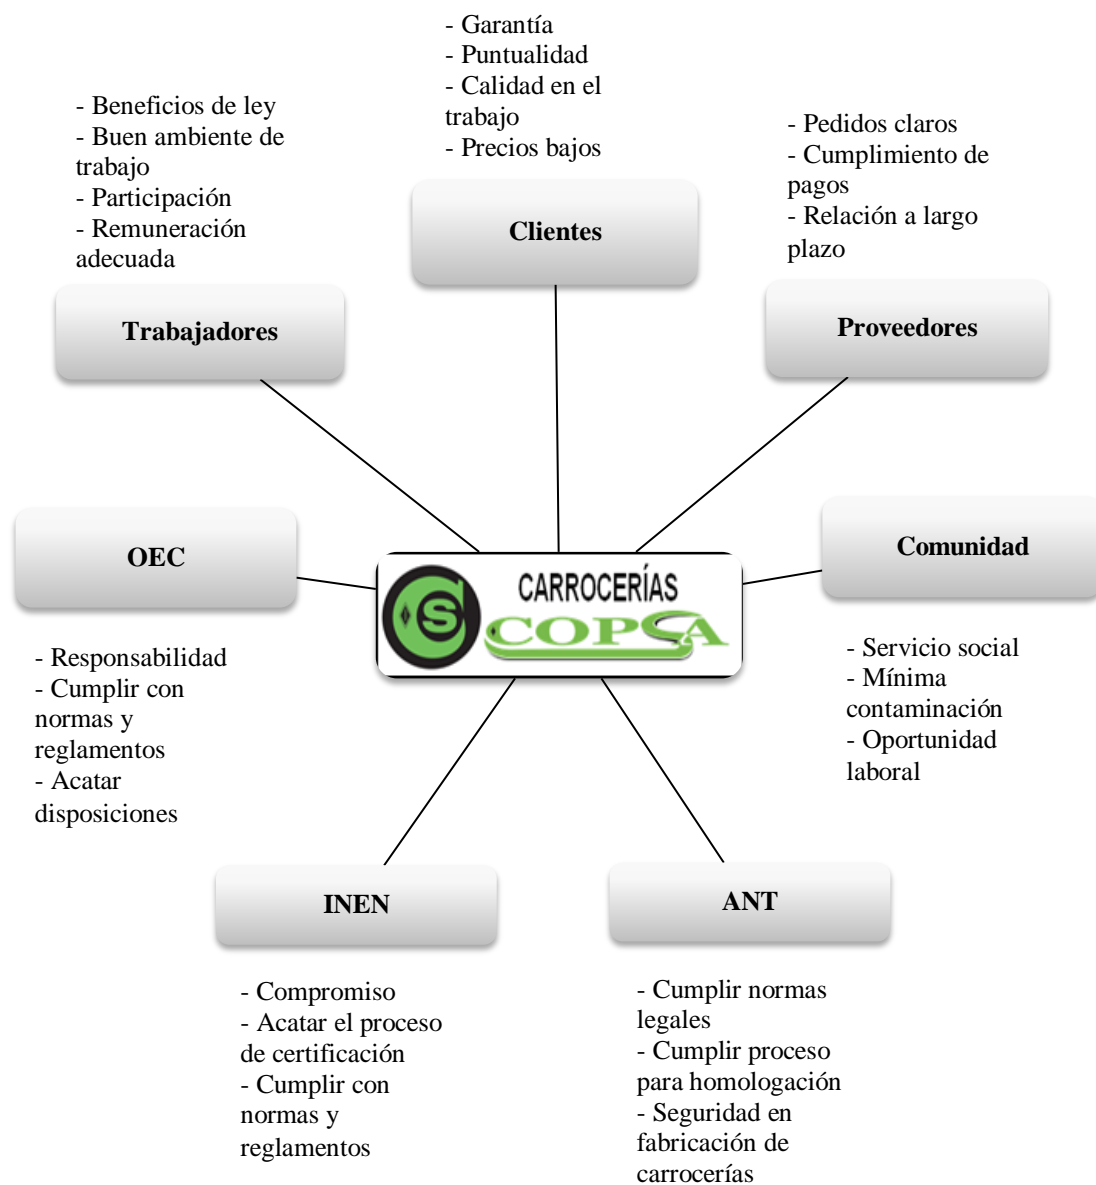 - Garantía
- Puntualidad
- Calidad en el
trabajo
- Precios bajos
Clientes
- Beneficios de ley
- Buen ambiente de
trabajo
- Participación
- Remuneración
adecuada
Trabajadores
- Pedidos claros
- Cumplimiento de
pagos
- Relación a largo
plazo
Proveedores
OEC
- Responsabilidad
- Cumplir con
normas y
reglamentos
- Acatar
disposiciones
CS
CARROCERÍAS
COPSA
Comunidad
- Servicio social
- Mínima
contaminación
- Oportunidad
laboral
INEN
- Compromiso
- Acatar el proceso
de certificación
- Cumplir con
normas y
reglamentos
ANT
- Cumplir normas
legales
- Cumplir proceso
para homologación
- Seguridad en
fabricación de
carrocerías